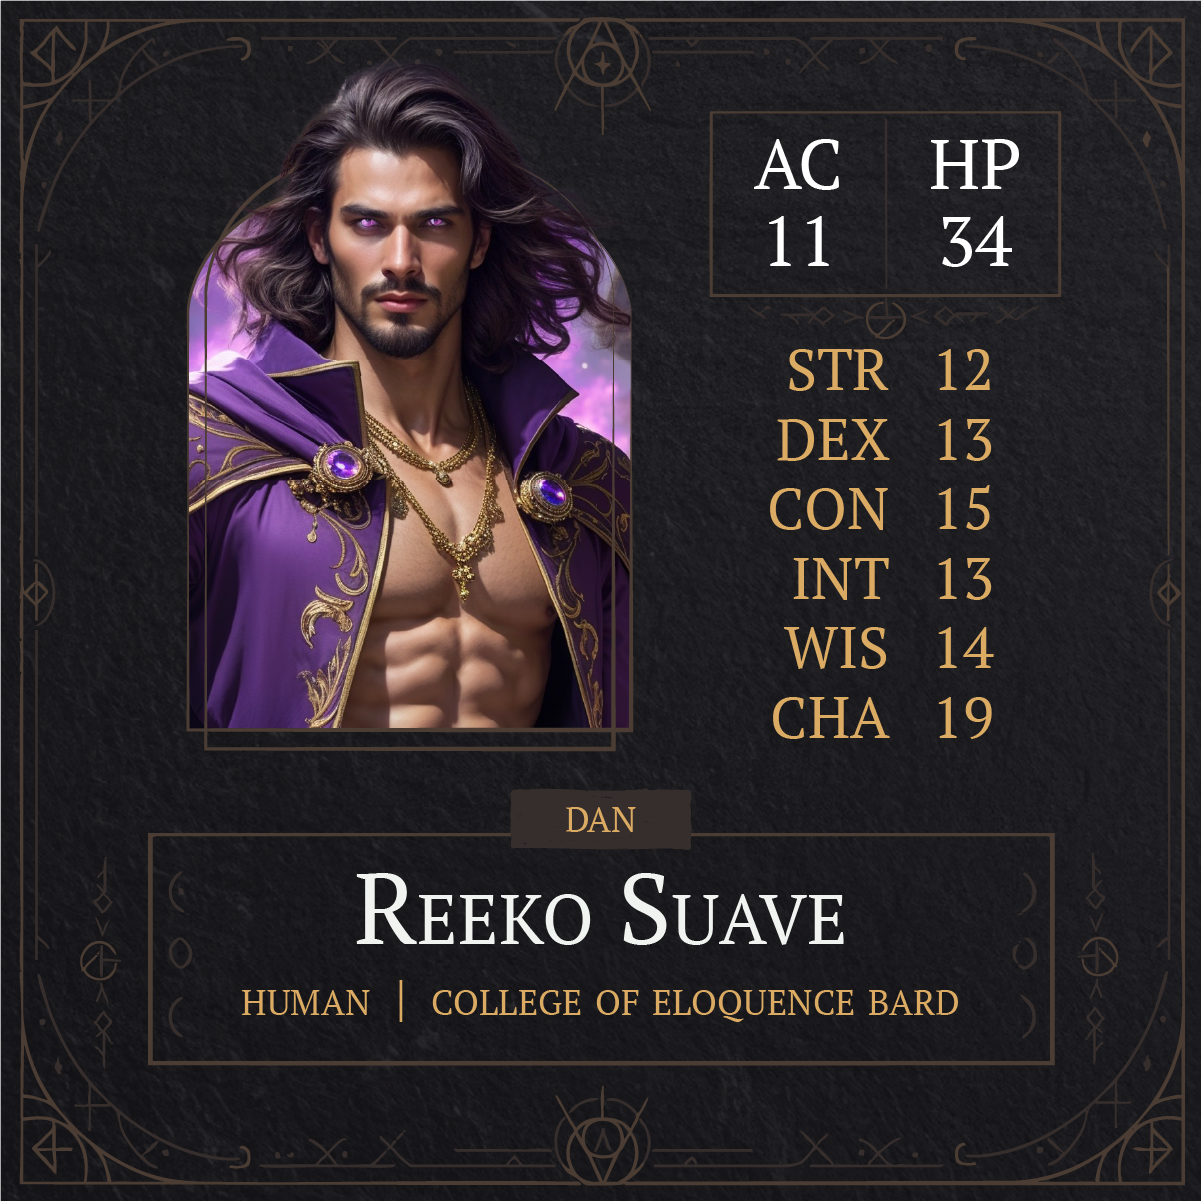 AC HP
11 34
STR 12
DEX 13
CON 15
INT 13
WIS 14
CHA 19
DAN
REEKO SUAVE
HUMAN | COLLEGE OF ELOQUENCE BARD